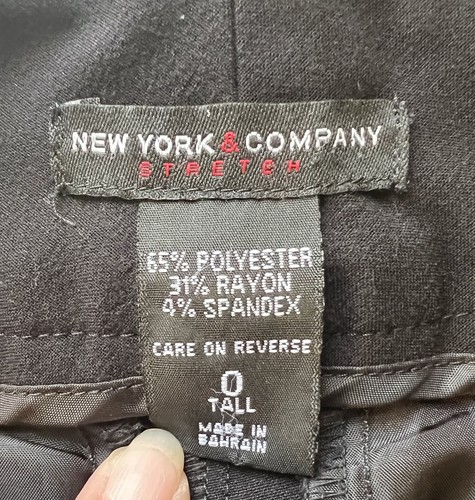 NEW YORK & COMPANY
STRETCH
65% POLYESTER
31% RAYON
4% SPANDEX
CARE ON REVERSE
0
TALL
MADE IN
BAHRAIN